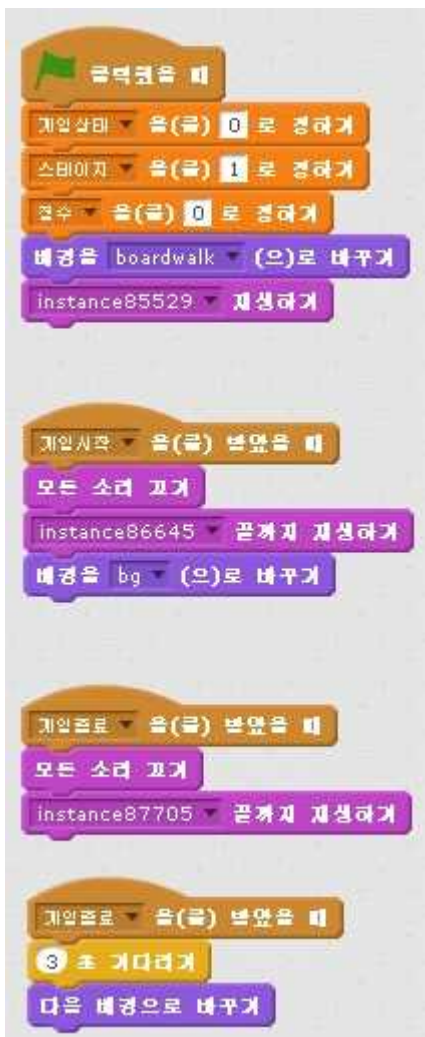 클릭했을 때
게임상태 을(를) 0 로 정하기
스테이지 을(를) 1 로 정하기
점수 을(를) 0 로 정하기
배경을 boardwalk (으)로 바꾸기
instance85529 재생하기
게임시작 을(를) 받았을 때
모든 소리 끄기
instance86645 끝까지 재생하기
배경을 bg (으)로 바꾸기
게임종료 을(를) 받았을 때
모든 소리 끄기
instance87705 끝까지 재생하기
게임종료 을(를) 받았을 때
3 초 기다리기
다음 배경으로 바꾸기